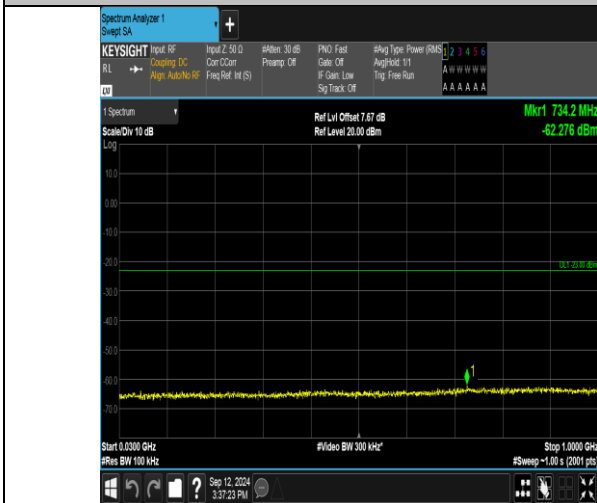 Spectrum Analyzer 1
Swept SA
+
KEYSIGHT
RL
Input: RF
Coupling: DC
Align: Auto/No RF
Input Z: 50 Ω
Corr CCorr
Freq Ref: Int (S)
#Atten: 30 dB
Preamp: Off
PNO: Fast
Gate: Off
IF Gain: Low
Sig Track: Off
#Avg Type: Power (RMS
Avg|Hold: 1/1
Trig: Free Run
1 2 3 4 5 6
A W W W W W
A A A A A A
1 Spectrum
Scale/Div 10 dB
Log
Ref Lvl Offset 7.67 dB
Ref Level 20.00 dBm
Mkr1 734.2 MHz
-62.276 dBm
10.0
0.00
-10.0
-20.0
-30.0
-40.0
-50.0
-60.0
-70.0
DL1 -23.00 dBm
1
Start 0.0300 GHz
#Res BW 100 kHz
#Video BW 300 kHz*
Stop 1.0000 GHz
#Sweep ~1.00 s (2001 pts)
?
Sep 12, 2024
3:37:23 PM